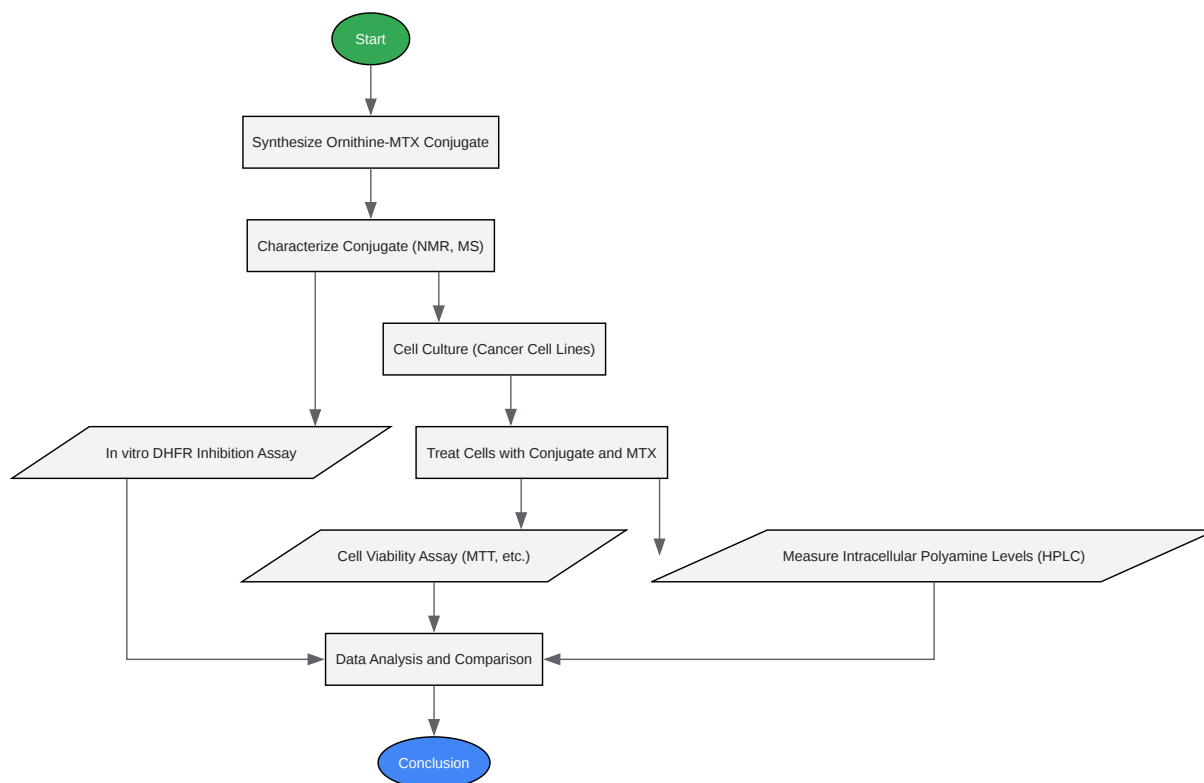 Start
Synthesize Ornithine-MTX Conjugate
Characterize Conjugate (NMR, MS)
Cell Culture (Cancer Cell Lines)
In vitro DHFR Inhibition Assay
Treat Cells with Conjugate and MTX
Cell Viability Assay (MTT, etc.)
Measure Intracellular Polyamine Levels (HPLC)
Data Analysis and Comparison
Conclusion